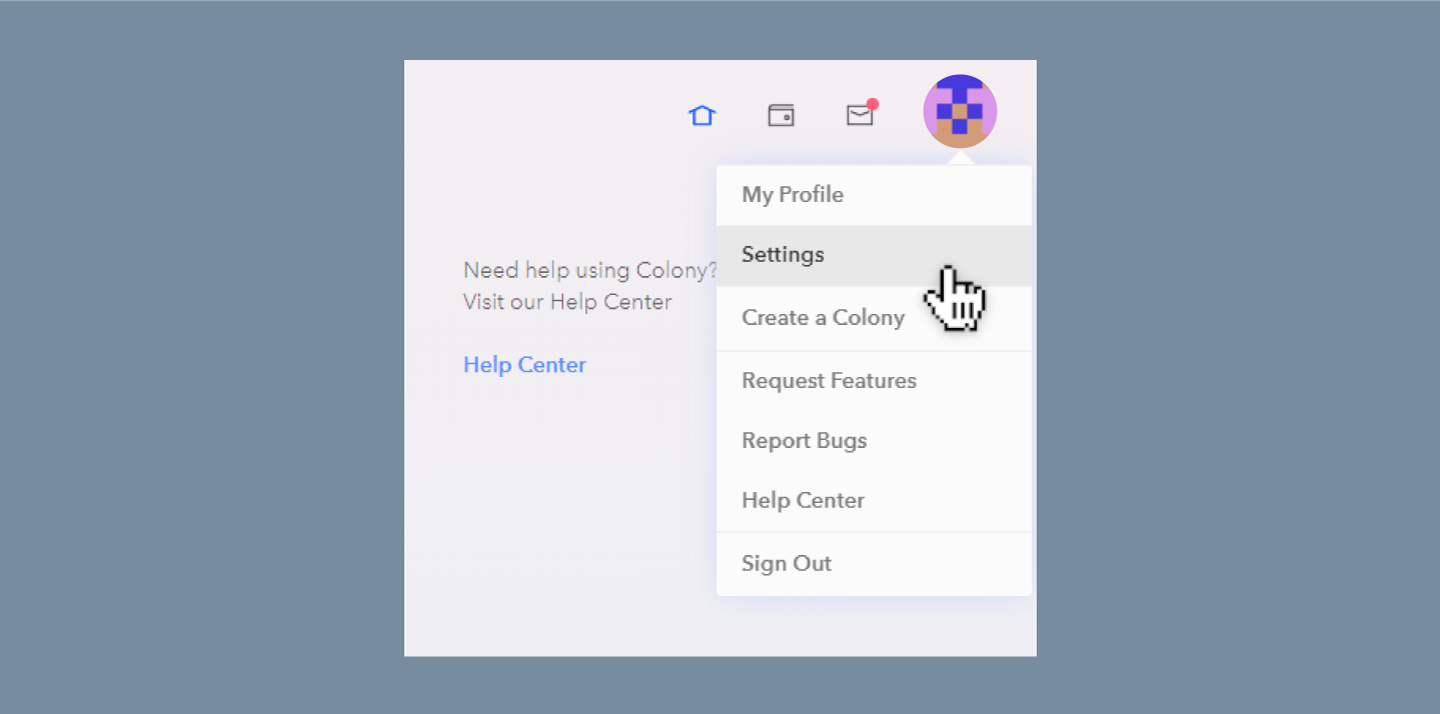 My Profile
Settings
Create a Colony
Request Features
Report Bugs
Help Center
Sign Out
Need help using Colony?
Visit our Help Center
Help Center